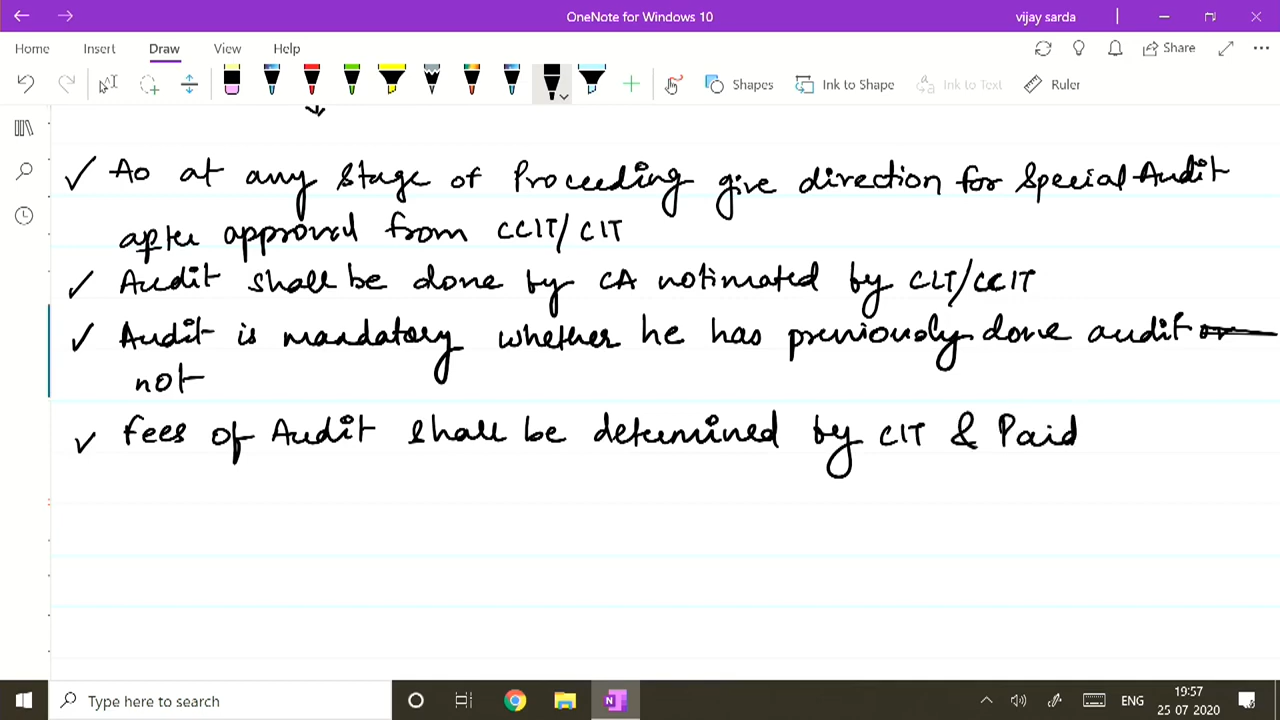 OneNote for Windows 10
vijay sarda
Home Insert Draw View Help
Share
Shapes Ink to Shape Ink to Text Ruler
✓ AO at any stage of Proceeding give direction for Special Audit
after approval from CCIT/CIT
✓ Audit shall be done by CA notimated by CIT/CCIT
✓ Audit is mandatory whether he has previously done audit or
not
✓ Fees of Audit shall be determined by CIT & Paid
Type here to search
ENG
19:57
25 07 2020